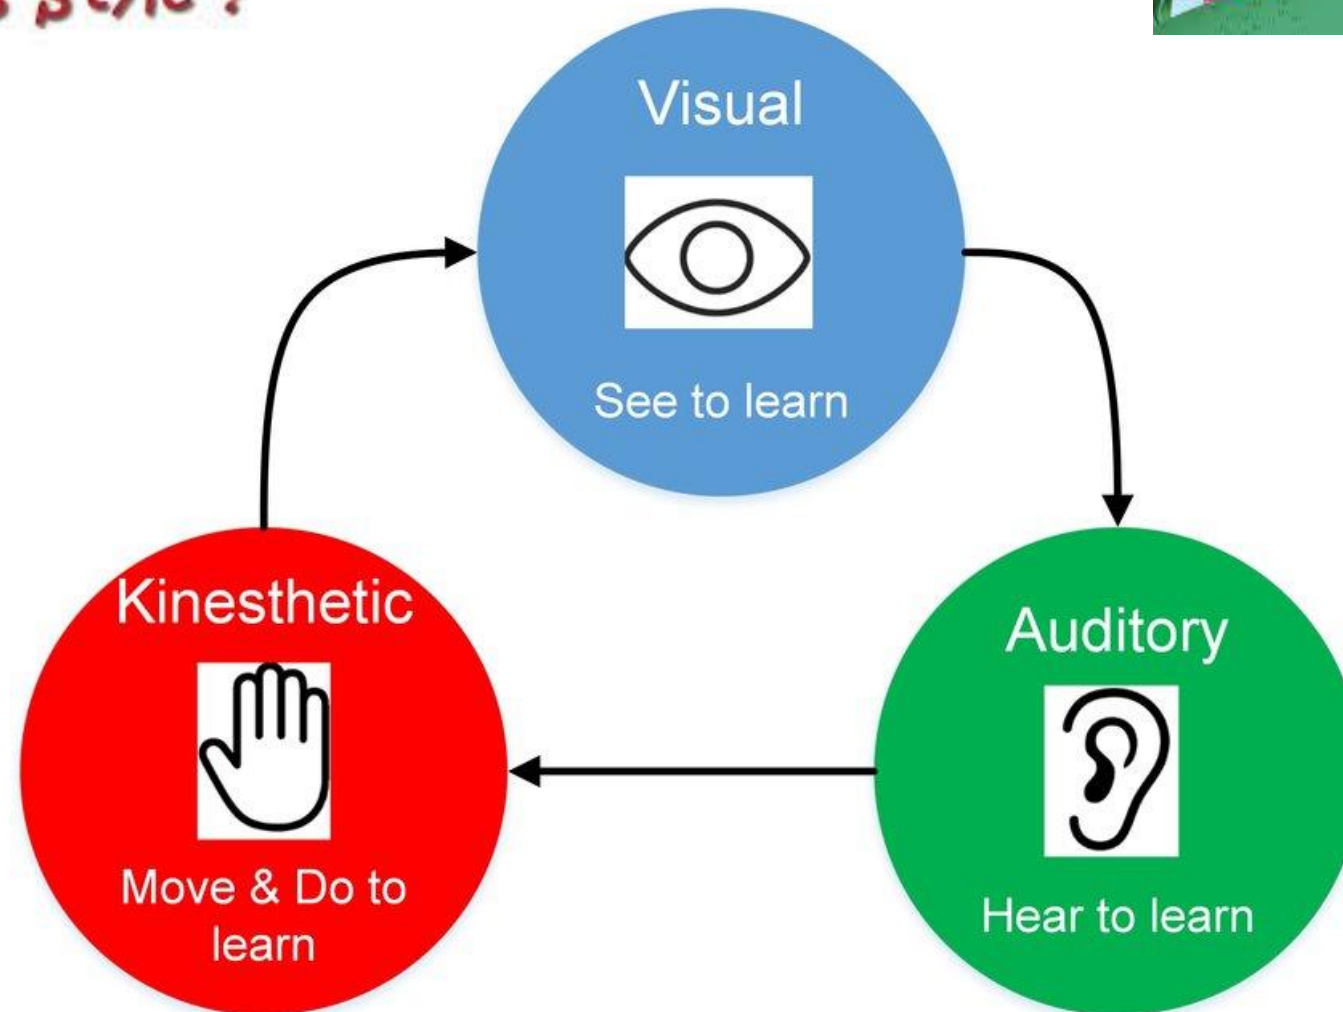 Visual
See to learn
Kinesthetic
Move & Do to
learn
Auditory
Hear to learn